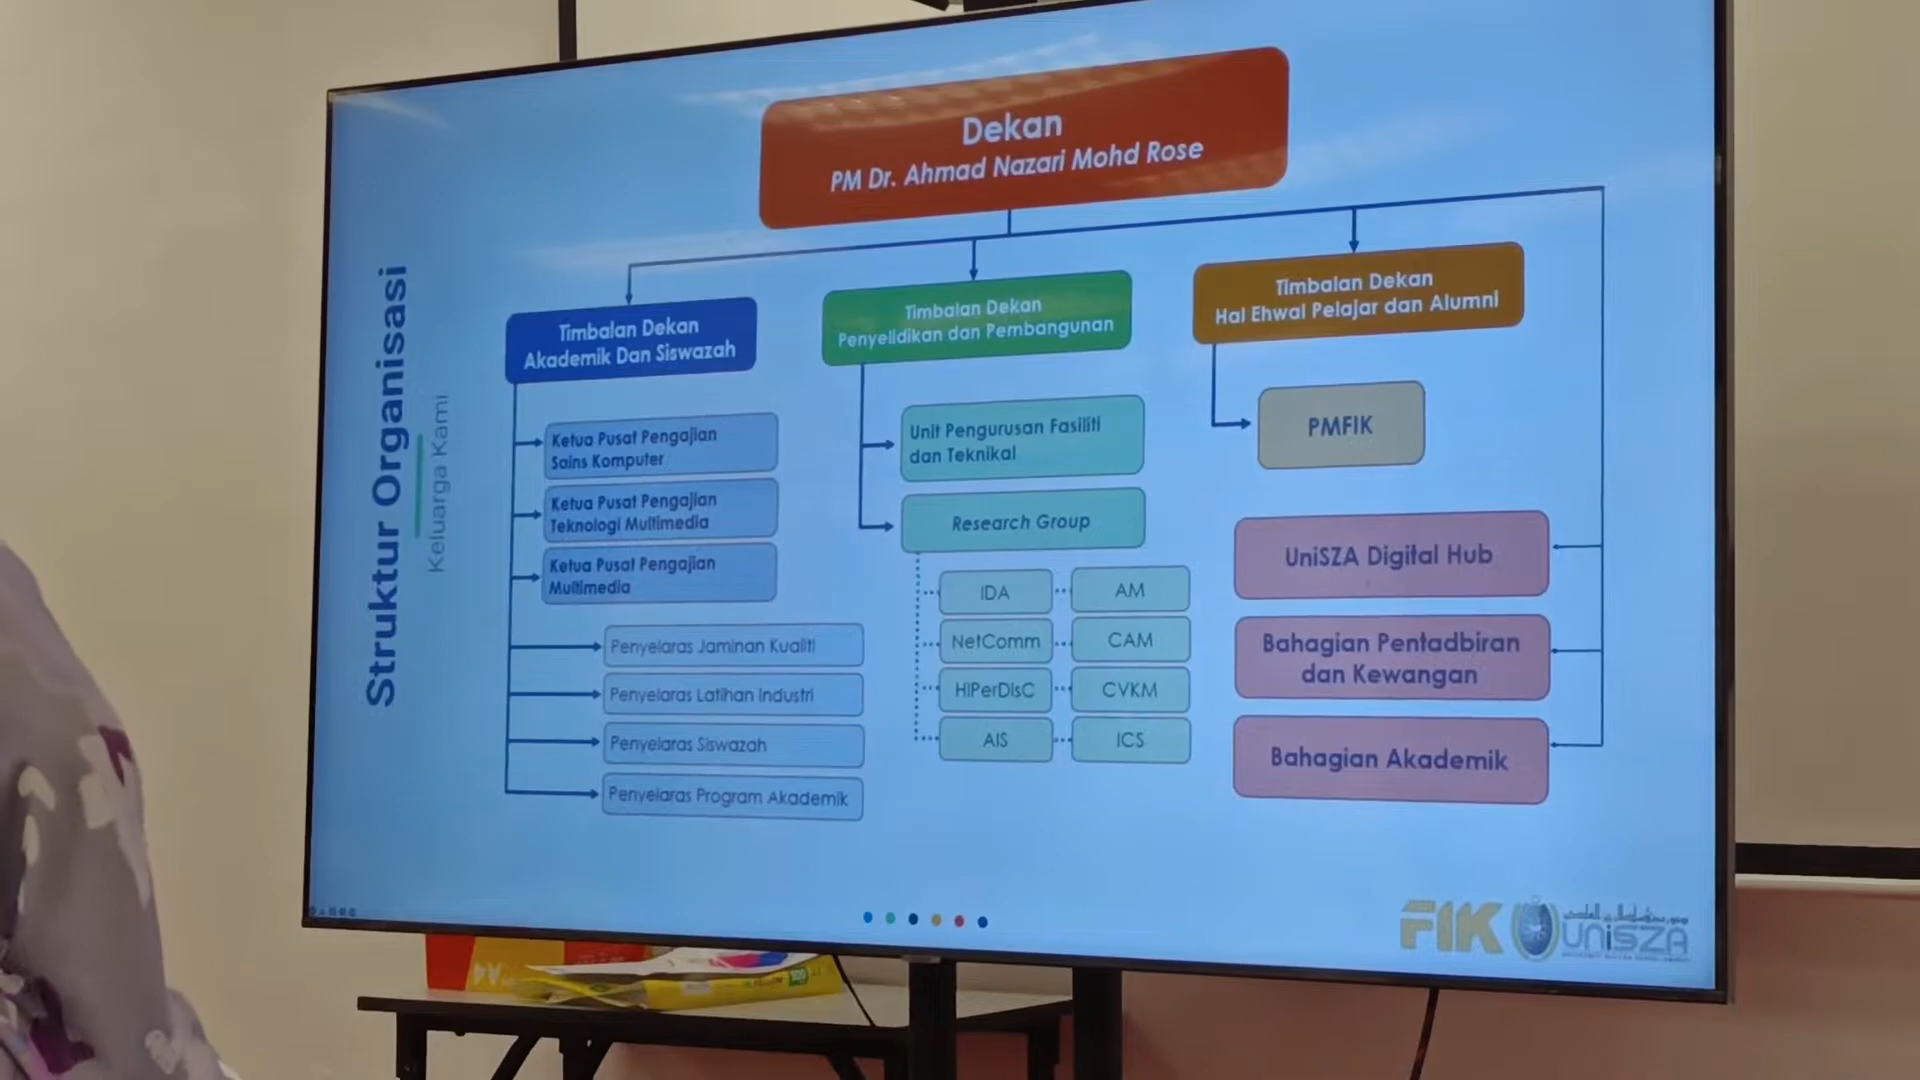 Struktur Organisasi
Keluarga Kami
Dekan
PM Dr. Ahmad Nazari Mohd Rose
Timbalan Dekan
Akademik Dan Siswazah
Ketua Pusat Pengajian
Sains Komputer
Ketua Pusat Pengajian
Teknologi Multimedia
Ketua Pusat Pengajian
Multimedia
Penyelaras Jaminan Kualiti
Penyelaras Latihan Industri
Penyelaras Siswazah
Penyelaras Program Akademik
Timbalan Dekan
Penyelidikan dan Pembangunan
Unit Pengurusan Fasiliti
dan Teknikal
Research Group
IDA
AM
NetComm
CAM
HiPerDisC
CVKM
AIS
ICS
Timbalan Dekan
Hal Ehwal Pelajar dan Alumni
PMFIK
UniSZA Digital Hub
Bahagian Pentadbiran
dan Kewangan
Bahagian Akademik
FIK
UniSZA
A4